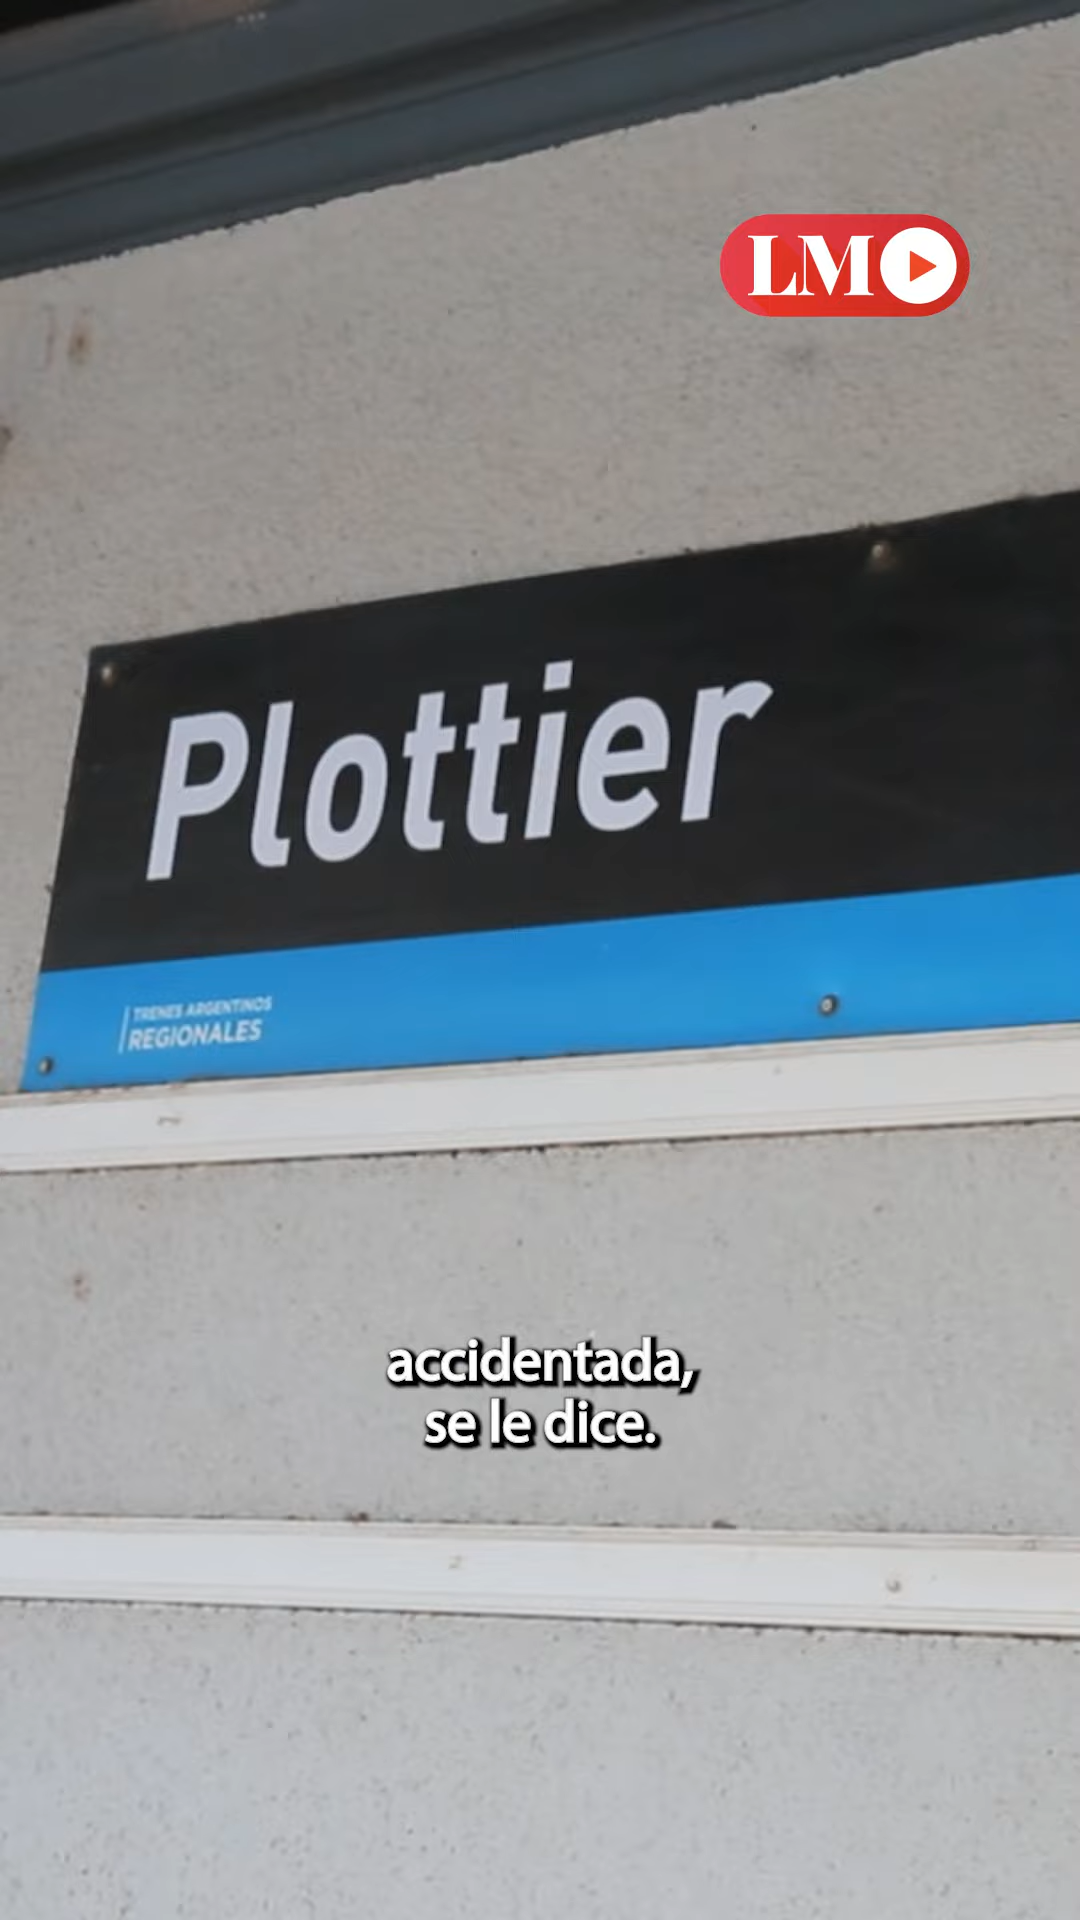 LM
Plottier
TRENES ARGENTINOS
REGIONALES
accidentada,
se le dice.